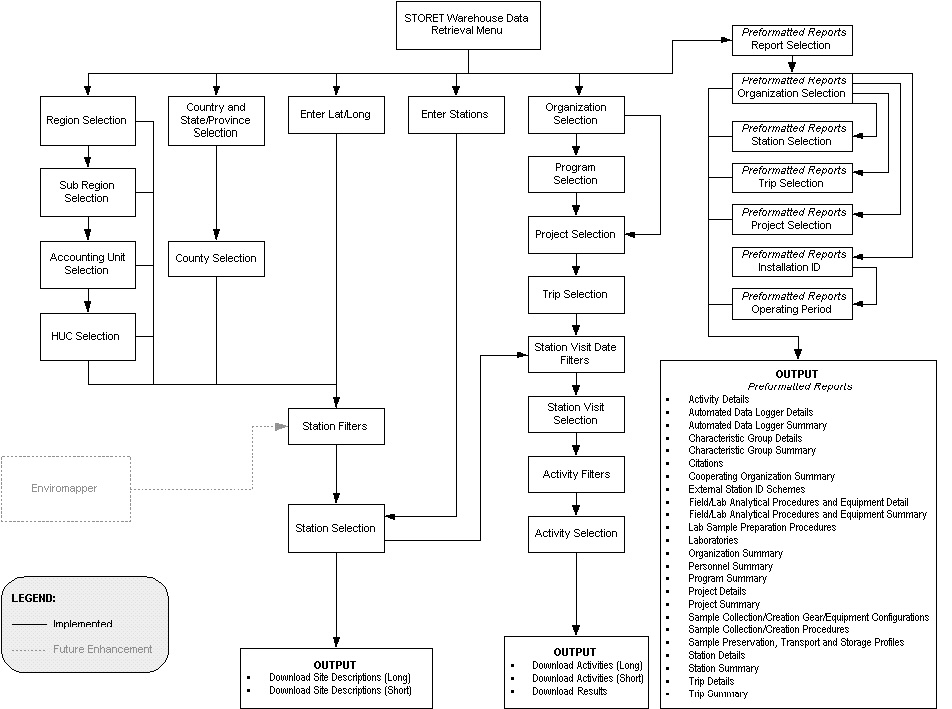 STORET Warehouse Data
Retrieval Menu
Preformatted Reports
Report Selection
Region Selection
Sub Region
Selection
Accounting Unit
Selection
HUC Selection
Country and
State/Province
Selection
County Selection
Enter Lat/Long
Enter Stations
Organization
Selection
Program
Selection
Project Selection
Trip Selection
Station Visit Date
Filters
Station Visit
Selection
Activity Filters
Activity Selection
Preformatted Reports
Organization Selection
Preformatted Reports
Station Selection
Preformatted Reports
Trip Selection
Preformatted Reports
Project Selection
Preformatted Reports
Installation ID
Preformatted Reports
Operating Period
Station Filters
Enviromapper
Station Selection
LEGEND:
Implemented
Future Enhancement
OUTPUT
▪ Download Site Descriptions (Long)
▪ Download Site Descriptions (Short)
OUTPUT
▪ Download Activities (Long)
▪ Download Activities (Short)
▪ Download Results
OUTPUT
Preformatted Reports
▪ Activity Details
▪ Automated Data Logger Details
▪ Automated Data Logger Summary
▪ Characteristic Group Details
▪ Characteristic Group Summary
▪ Citations
▪ Cooperating Organization Summary
▪ External Station ID Schemes
▪ Field/Lab Analytical Procedures and Equipment Detail
▪ Field/Lab Analytical Procedures and Equipment Summary
▪ Lab Sample Preparation Procedures
▪ Laboratories
▪ Organization Summary
▪ Personnel Summary
▪ Program Summary
▪ Project Details
▪ Project Summary
▪ Sample Collection/Creation Gear/Equipment Configurations
▪ Sample Collection/Creation Procedures
▪ Sample Preservation, Transport and Storage Profiles
▪ Station Details
▪ Station Summary
▪ Trip Details
▪ Trip Summary